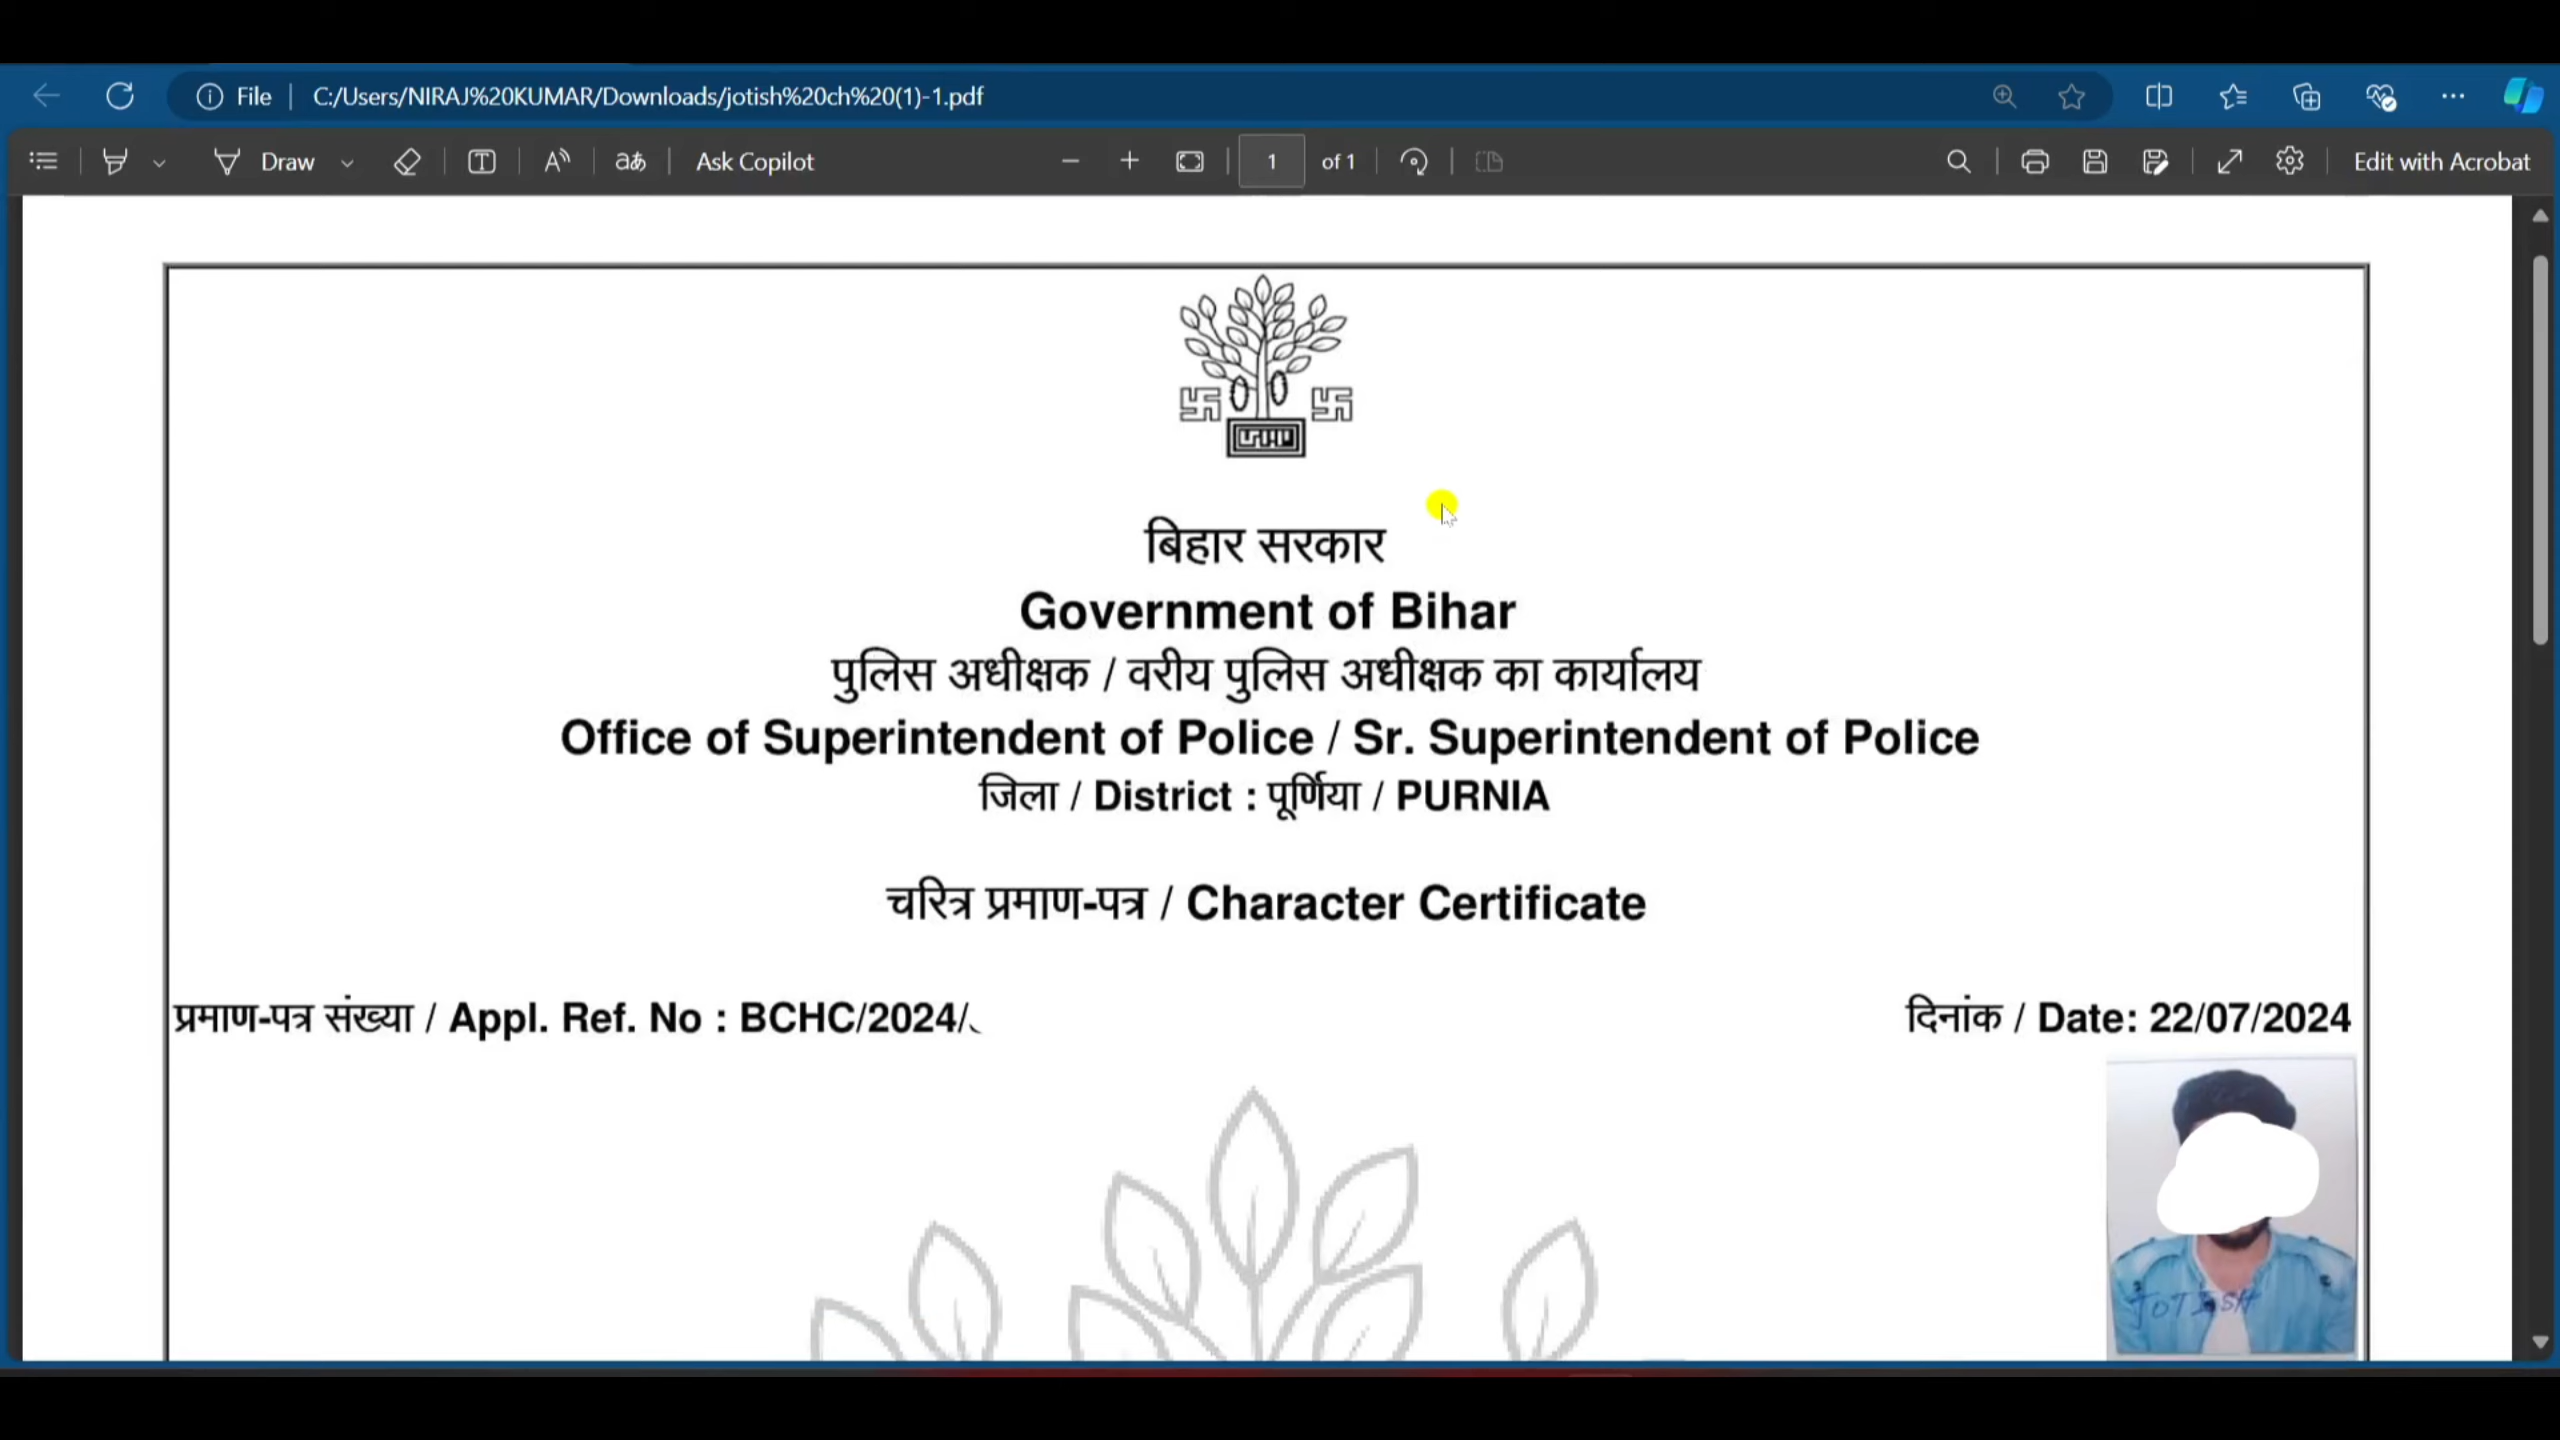 File | C:/Users/NIRAJ%20KUMAR/Downloads/jotish%20ch%20(1)-1.pdf
Draw aあ Ask Copilot 1 of 1 Edit with Acrobat
बिहार सरकार
Government of Bihar
पुलिस अधीक्षक / वरीय पुलिस अधीक्षक का कार्यालय
Office of Superintendent of Police / Sr. Superintendent of Police
जिला / District : पूर्णिया / PURNIA
चरित्र प्रमाण-पत्र / Character Certificate
प्रमाण-पत्र संख्या / Appl. Ref. No : BCHC/2024/
दिनांक / Date: 22/07/2024
JOTISH